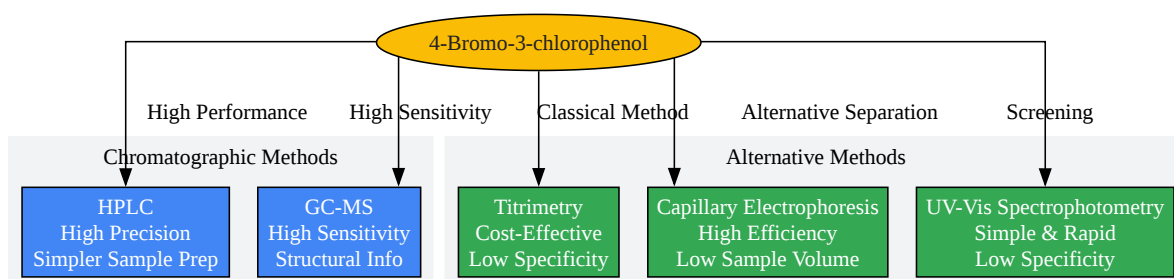 4-Bromo-3-chlorophenol
High Performance
High Sensitivity
Classical Method
Alternative Separation
Screening
Chromatographic Methods
Alternative Methods
HPLC
High Precision
Simpler Sample Prep
GC-MS
High Sensitivity
Structural Info
Titrimetry
Cost-Effective
Low Specificity
Capillary Electrophoresis
High Efficiency
Low Sample Volume
UV-Vis Spectrophotometry
Simple & Rapid
Low Specificity